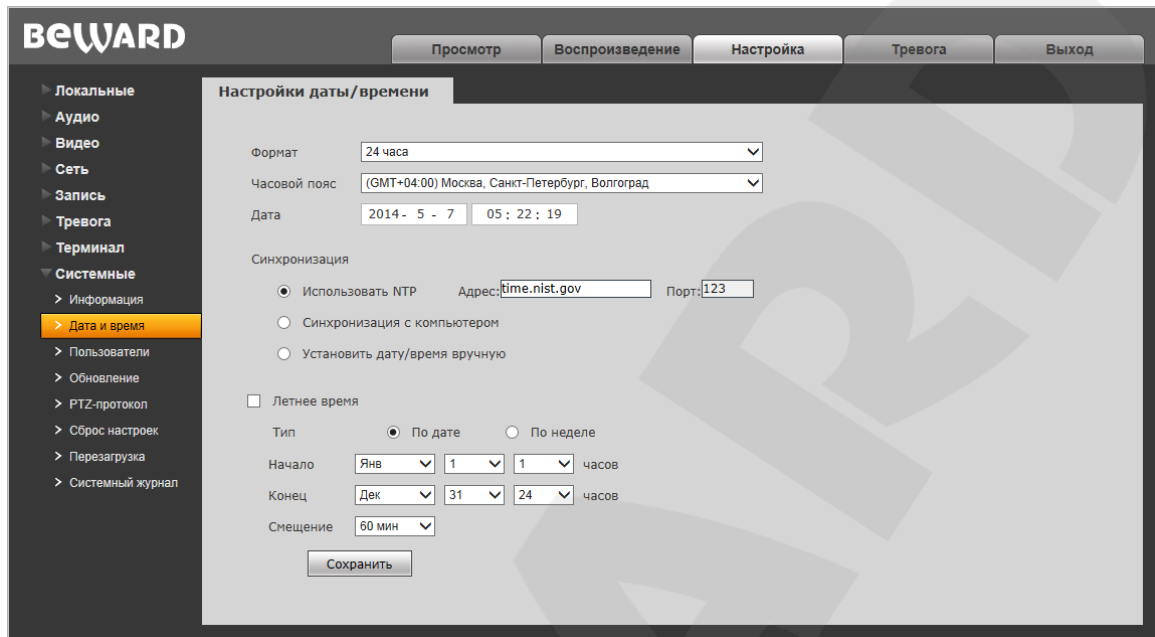 BEWARD
Просмотр Воспроизведение Настройка Тревога Выход
Локальные
Аудио
Видео
Сеть
Запись
Тревога
Терминал
Системные
Информация
Дата и время
Пользователи
Обновление
PTZ-протокол
Сброс настроек
Перезагрузка
Системный журнал
Настройки даты/времени
Формат 24 часа
Часовой пояс (GMT+04:00) Москва, Санкт-Петербург, Волгоград
Дата 2014- 5 - 7 05: 22: 19
Синхронизация
Использовать NTP Адрес: time.nist.gov Порт: 123
Синхронизация с компьютером
Установить дату/время вручную
Летнее время
Тип По дате По неделе
Начало Янв 1 1 часов
Конец Дек 31 24 часов
Смещение 60 мин
Сохранить